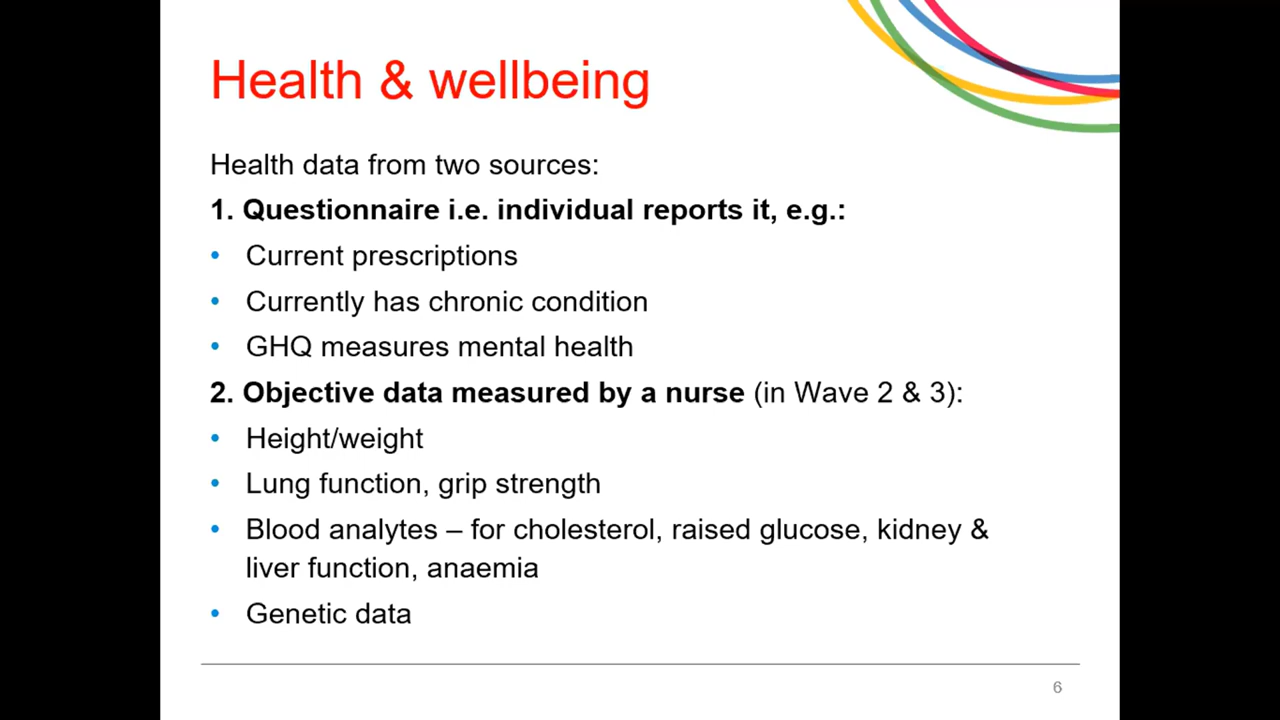 Health & wellbeing
Health data from two sources:
1. Questionnaire i.e. individual reports it, e.g.:
• Current prescriptions
• Currently has chronic condition
• GHQ measures mental health
2. Objective data measured by a nurse (in Wave 2 & 3):
• Height/weight
• Lung function, grip strength
• Blood analytes – for cholesterol, raised glucose, kidney &
liver function, anaemia
• Genetic data
6